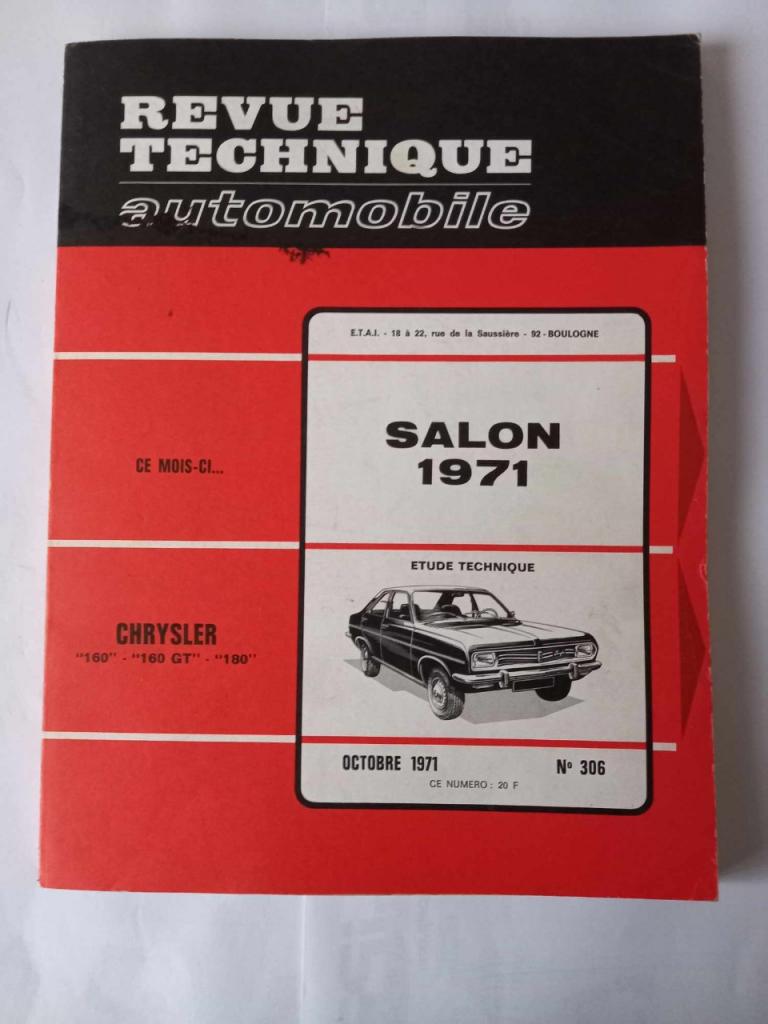 REVUE
TECHNIQUE
automobile
E.T.A.I. - 18 à 22, rue de la Saussière - 92 - BOULOGNE
CE MOIS-CI...
SALON
1971
ETUDE TECHNIQUE
CHRYSLER
"160" - "160 GT" - "180"
OCTOBRE 1971
Nº 306
CE NUMERO : 20 F